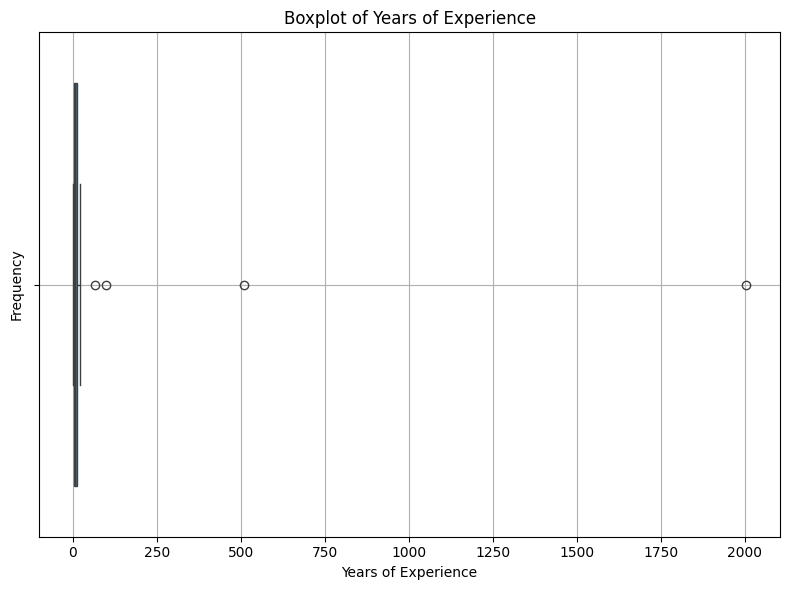 Boxplot of Years of Experience
Frequency
0 250 500 750 1000 1250 1500 1750 2000
Years of Experience